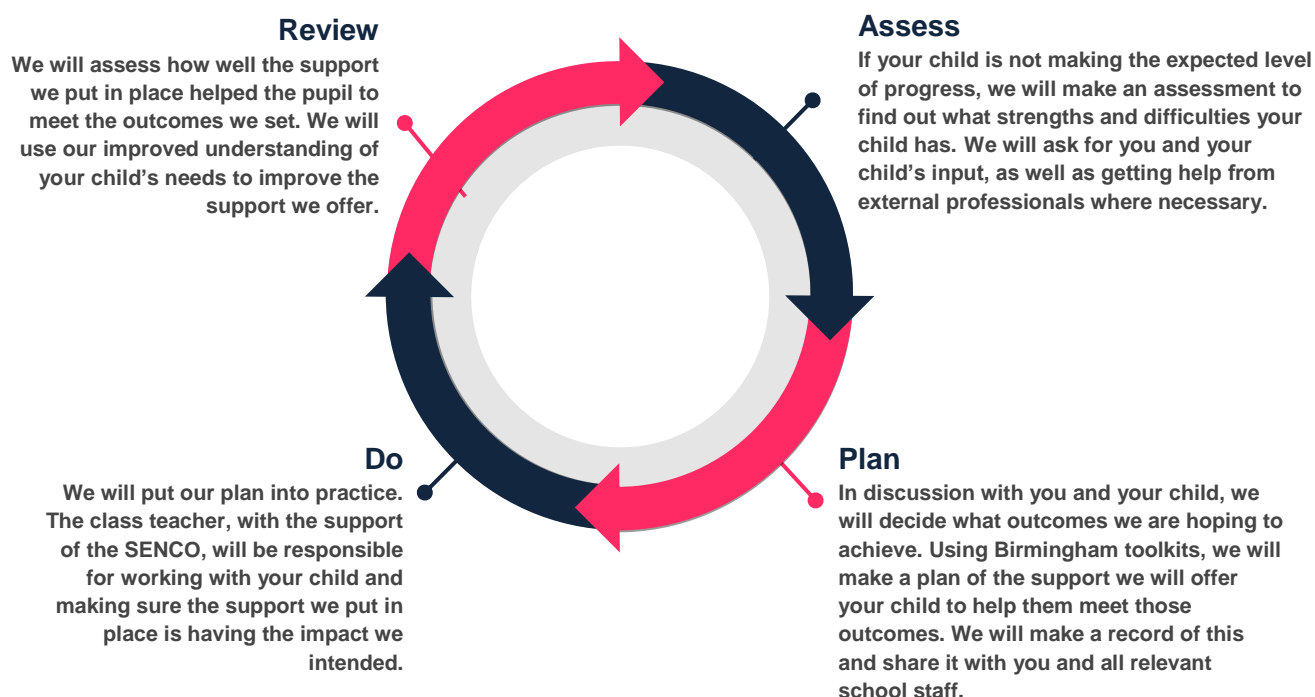 Review
We will assess how well the support
we put in place helped the pupil to
meet the outcomes we set. We will
use our improved understanding of
your child's needs to improve the
support we offer.
Assess
If your child is not making the expected level
of progress, we will make an assessment to
find out what strengths and difficulties your
child has. We will ask for you and your
child's input, as well as getting help from
external professionals where necessary.
Do
We will put our plan into practice.
The class teacher, with the support
of the SENCO, will be responsible
for working with your child and
making sure the support we put in
place is having the impact we
intended.
Plan
In discussion with you and your child, we
will decide what outcomes we are hoping to
achieve. Using Birmingham toolkits, we will
make a plan of the support we will offer
your child to help them meet those
outcomes. We will make a record of this
and share it with you and all relevant
school staff.